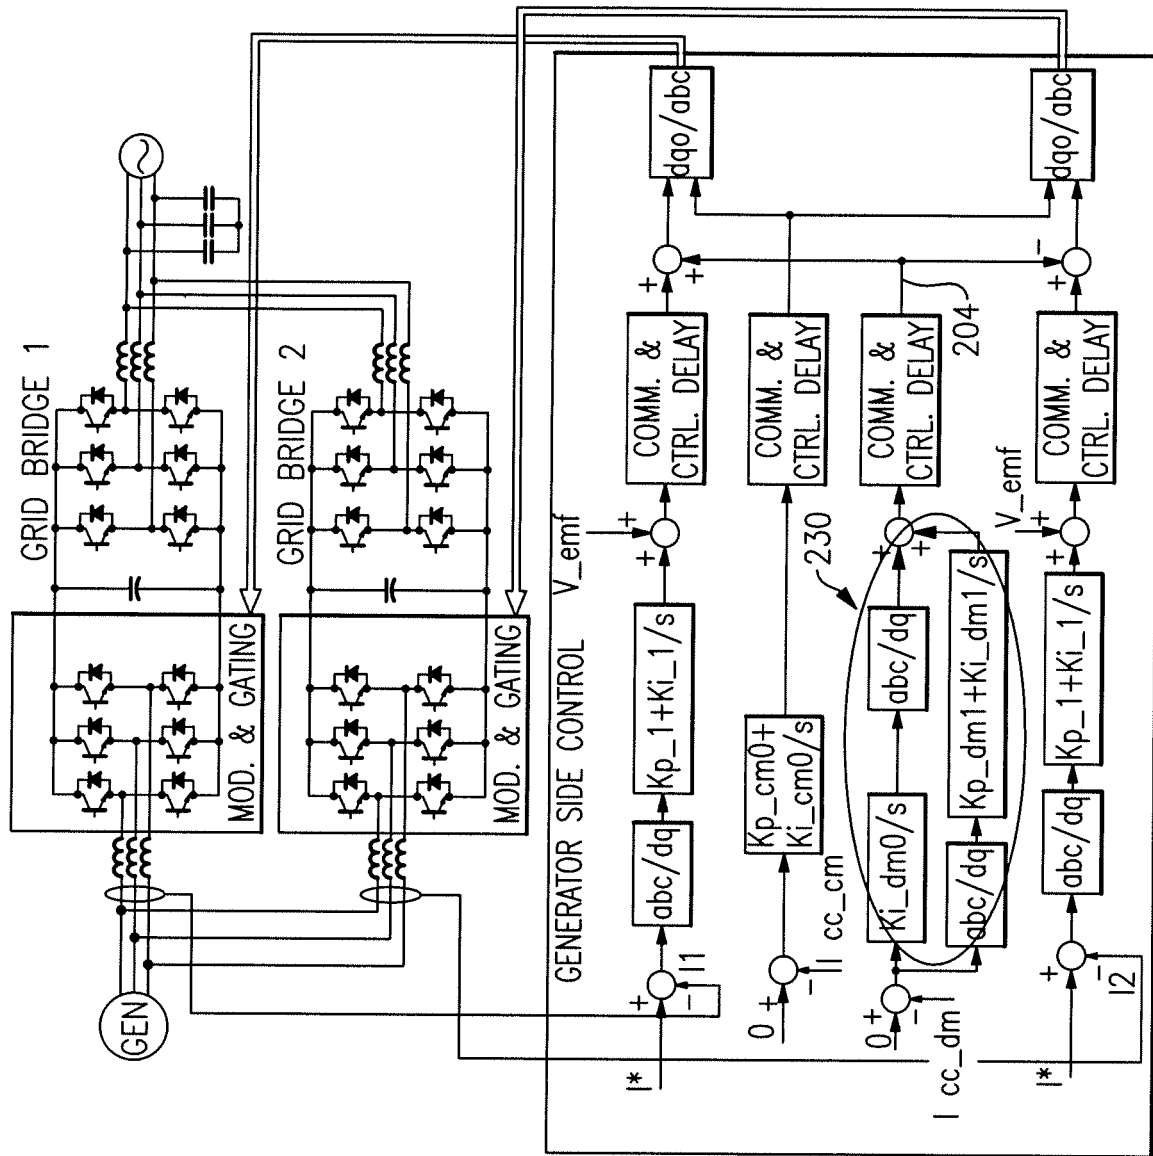 GRID BRIDGE 1
GRID BRIDGE 2
MOD. & GATING
MOD. & GATING
GEN
GENERATOR SIDE CONTROL
V_emf
I*
+
-
I1
abc/dq
Kp_1+Ki_1/s
+
+
COMM. &
CTRL. DELAY
+
+
dqo/abc
0
+
-
I
cc_cm
Kp_cm0+
Ki_cm0/s
COMM. &
CTRL. DELAY
230
0
+
-
I cc_dm
Ki_dm0/s
abc/dq
abc/dq
Kp_dm1+Ki_dm1/s
+
+
COMM. &
CTRL. DELAY
204
I*
+
-
I2
abc/dq
Kp_1+Ki_1/s
V_emf
+
+
COMM. &
CTRL. DELAY
+
-
dqo/abc